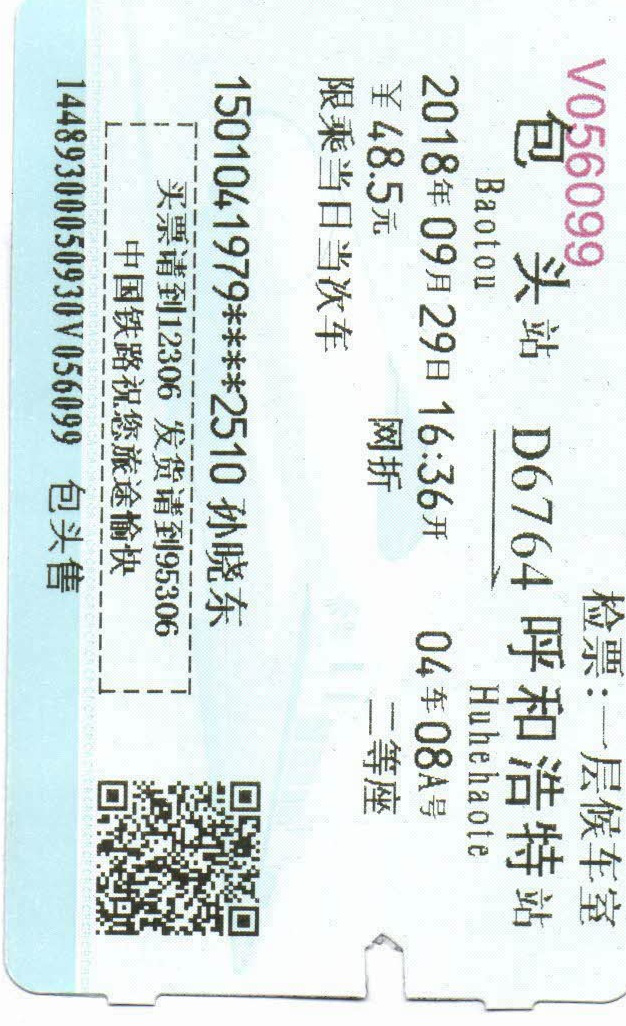 V056099 检票:一层候车室
包头站 D6764 呼和浩特站
Baotou Huhehaote
2018年09月29日16:36开 04车08A号
￥48.5元 网折 二等座
限乘当日当次车
1501041979****2510 孙晓东
买票请到12306 发货请到95306
中国铁路祝您旅途愉快
14489300050930V056099 包头售